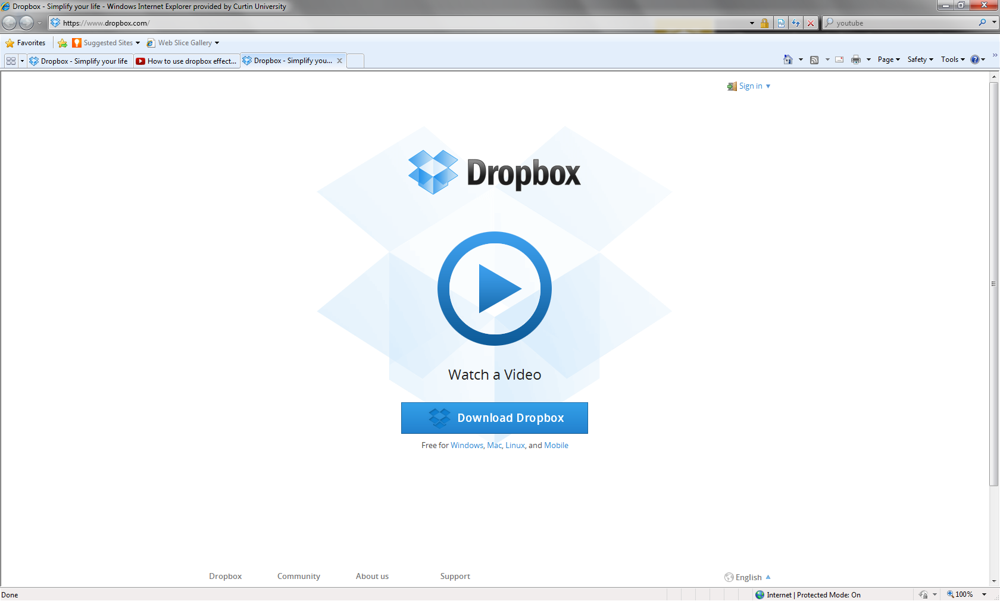 Dropbox - Simplify your life - Windows Internet Explorer provided by Curtin University
https://www.dropbox.com/
youtube
Favorites
Suggested Sites
Web Slice Gallery
Dropbox - Simplify your life
How to use dropbox effect...
Dropbox - Simplify you...
Page
Safety
Tools
Sign in
Dropbox
Watch a Video
Download Dropbox
Free for Windows, Mac, Linux, and Mobile
Dropbox
Community
About us
Support
English
Done
Internet | Protected Mode: On
100%